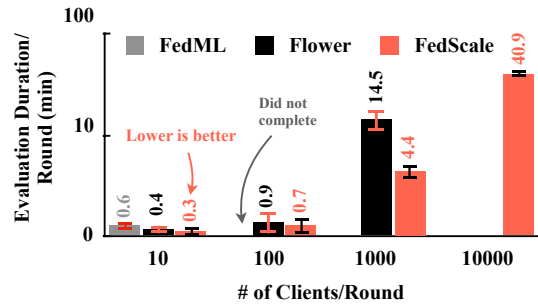 100
FedML
Flower
FedScale
40.9
Evaluation Duration/
Round (min)
14.5
Did not
complete
Lower is better
10
4.4
0.6
0.4
0.3
0.9
0.7
0
10
100
1000
10000
# of Clients/Round